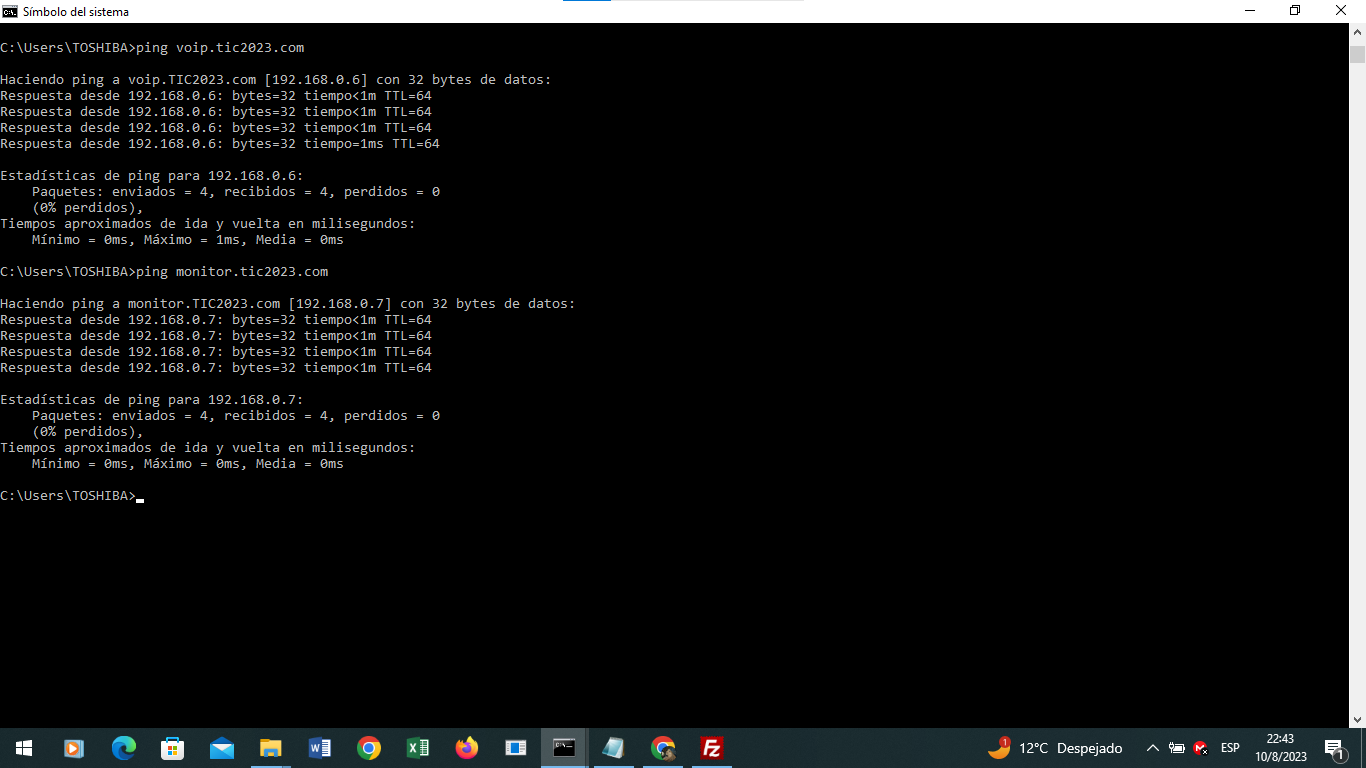 Símbolo del sistema
C:\Users\TOSHIBA>ping voip.tic2023.com
Haciendo ping a voip.TIC2023.com [192.168.0.6] con 32 bytes de datos:
Respuesta desde 192.168.0.6: bytes=32 tiempo<1m TTL=64
Respuesta desde 192.168.0.6: bytes=32 tiempo<1m TTL=64
Respuesta desde 192.168.0.6: bytes=32 tiempo<1m TTL=64
Respuesta desde 192.168.0.6: bytes=32 tiempo=1ms TTL=64
Estadísticas de ping para 192.168.0.6:
Paquetes: enviados = 4, recibidos = 4, perdidos = 0
(0% perdidos),
Tiempos aproximados de ida y vuelta en milisegundos:
Mínimo = 0ms, Máximo = 1ms, Media = 0ms
C:\Users\TOSHIBA>ping monitor.tic2023.com
Haciendo ping a monitor.TIC2023.com [192.168.0.7] con 32 bytes de datos:
Respuesta desde 192.168.0.7: bytes=32 tiempo<1m TTL=64
Respuesta desde 192.168.0.7: bytes=32 tiempo<1m TTL=64
Respuesta desde 192.168.0.7: bytes=32 tiempo<1m TTL=64
Respuesta desde 192.168.0.7: bytes=32 tiempo<1m TTL=64
Estadísticas de ping para 192.168.0.7:
Paquetes: enviados = 4, recibidos = 4, perdidos = 0
(0% perdidos),
Tiempos aproximados de ida y vuelta en milisegundos:
Mínimo = 0ms, Máximo = 0ms, Media = 0ms
C:\Users\TOSHIBA>
1 12°C Despejado ESP 22:43
10/8/2023 1